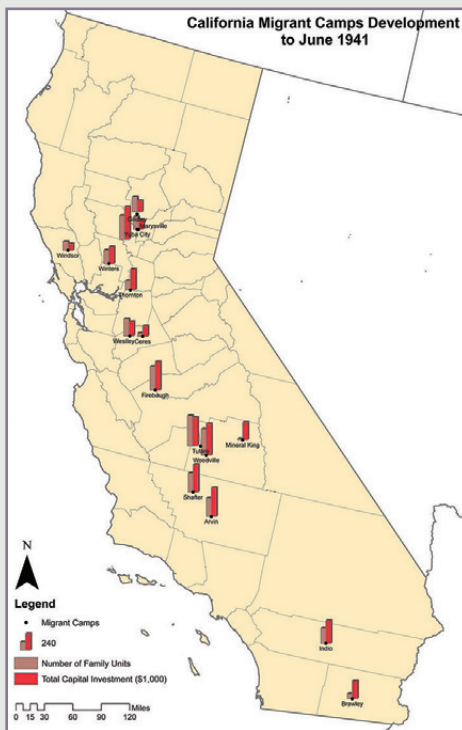 California Migrant Camps Development
to June 1941
Marysville
Yuba City
Windsor
Winters
Thornton
Westley
Ceres
Firebaugh
Mineral King
Woodville
Shafter
Arvin
Indio
Brawley
N
Legend
Migrant Camps
240
Number of Family Units
Total Capital Investment ($1,000)
Miles
0 15 30 60 90 120